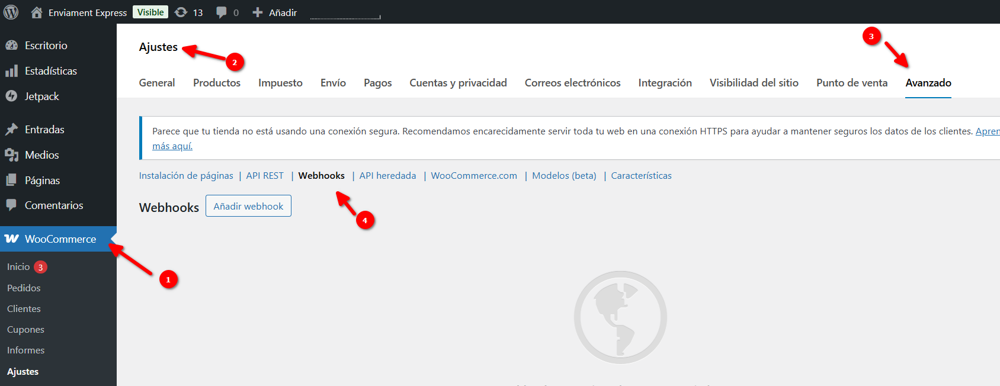 Enviament Express Visible 13 0 Añadir
Escritorio
Estadísticas
Jetpack
Entradas
Medios
Páginas
Comentarios
WooCommerce
Inicio 3
Pedidos
Clientes
Cupones
Informes
Ajustes
1
Ajustes
2
3
General Productos Impuesto Envío Pagos Cuentas y privacidad Correos electrónicos Integración Visibilidad del sitio Punto de venta Avanzado
Parece que tu tienda no está usando una conexión segura. Recomendamos encarecidamente servir toda tu web en una conexión HTTPS para ayudar a mantener seguros los datos de los clientes. Apren
más aquí.
Instalación de páginas | API REST | Webhooks | API heredada | WooCommerce.com | Modelos (beta) | Características
Webhooks Añadir webhook
4